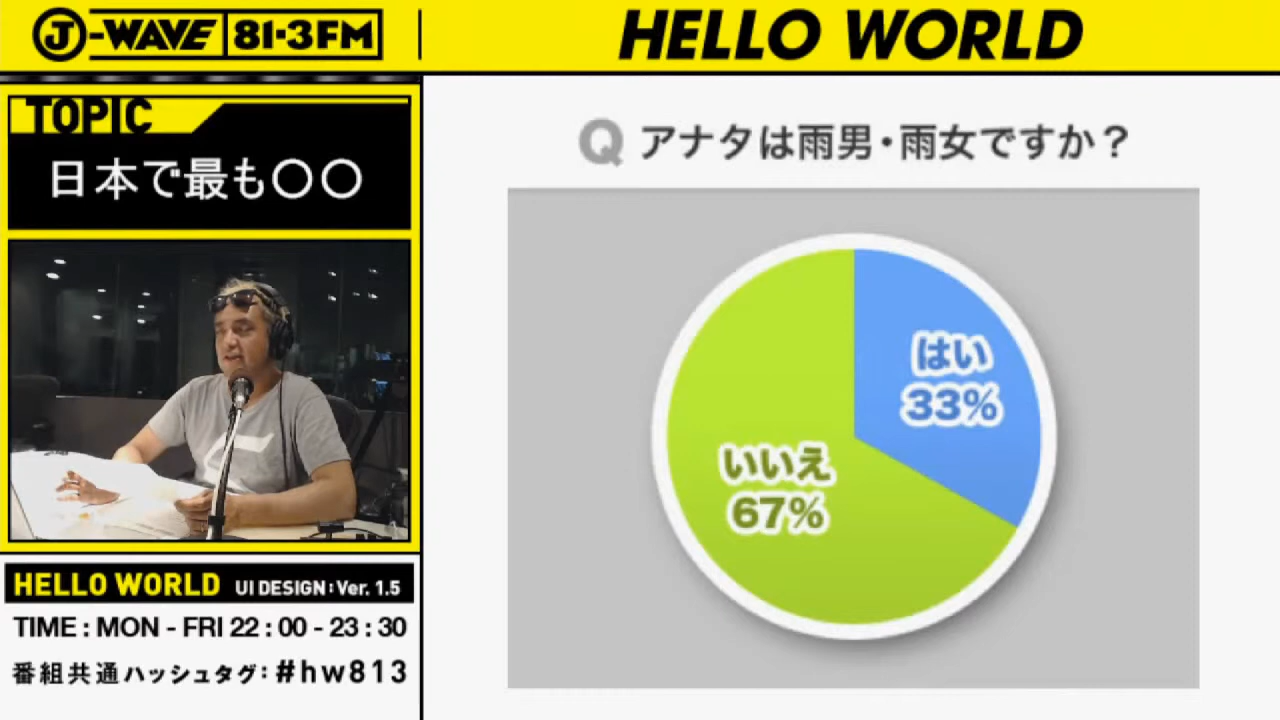 J-WAVE 81.3FM
HELLO WORLD
TOPIC
日本で最も〇〇
Q アナタは雨男・雨女ですか？
はい
33%
いいえ
67%
HELLO WORLD UI DESIGN：Ver. 1.5
TIME : MON - FRI 22 : 00 - 23 : 30
番組共通ハッシュタグ：#hw813